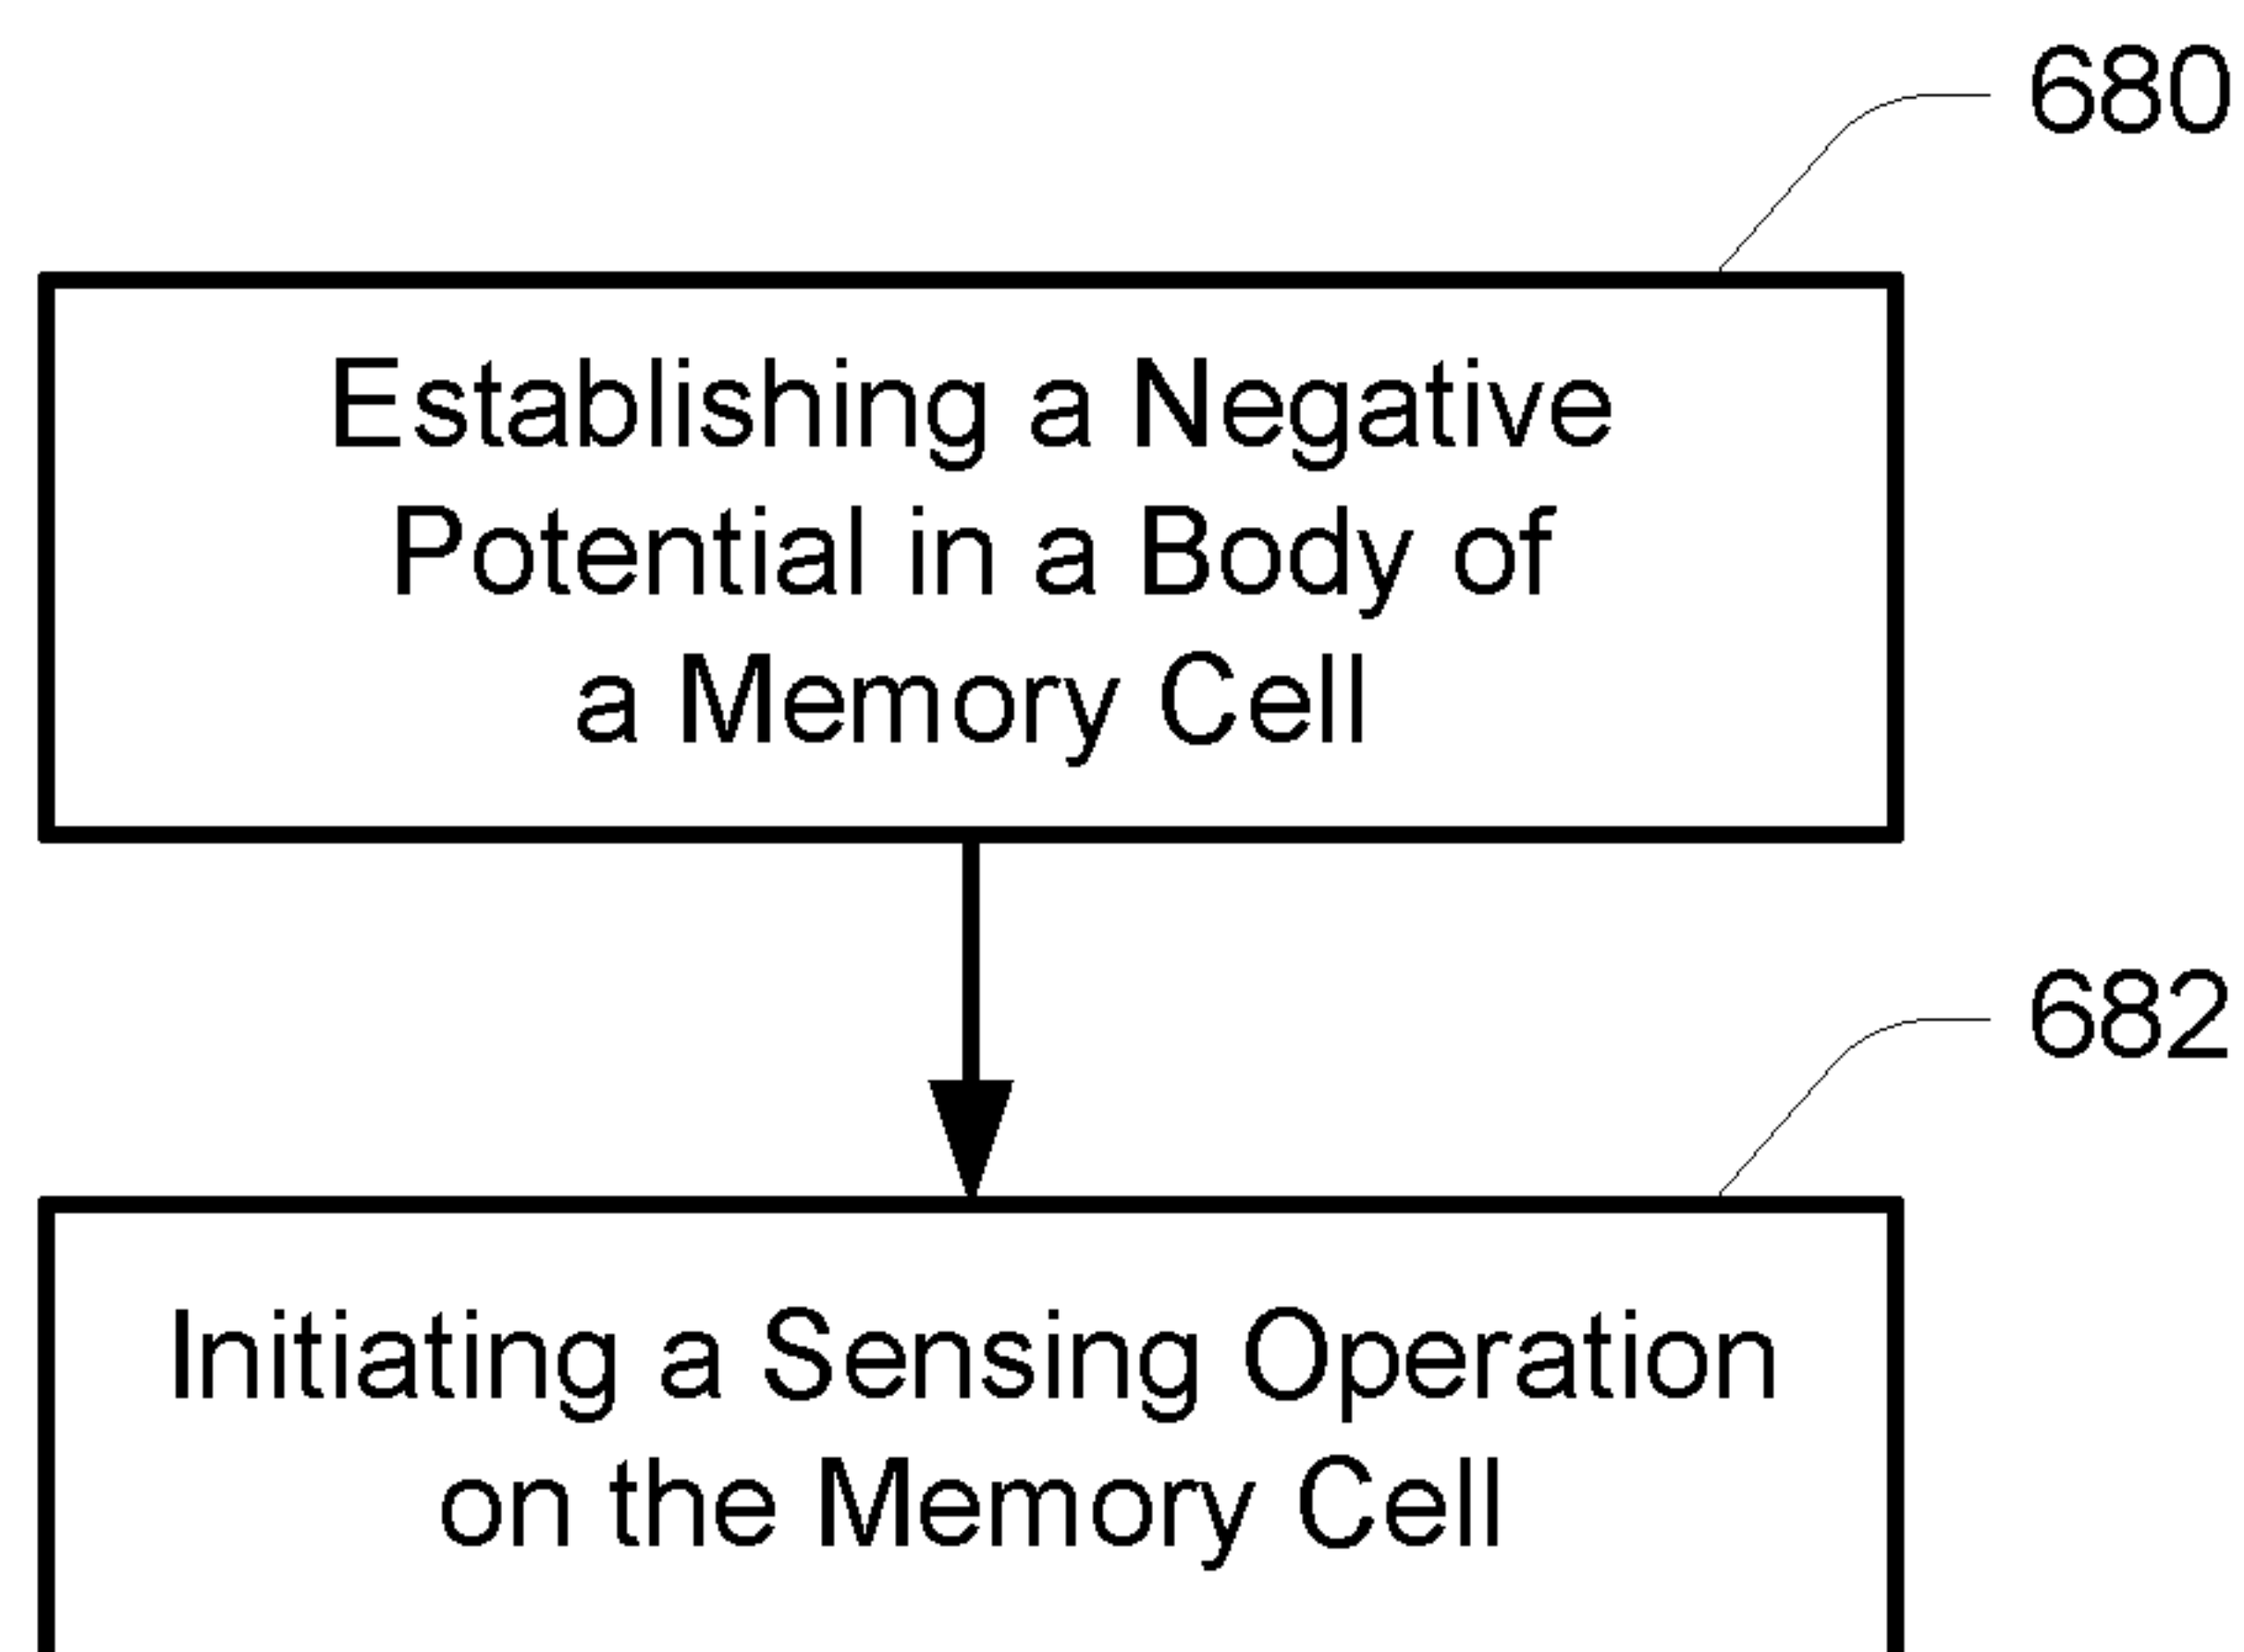 680
Establishing a Negative
Potential in a Body of
a Memory Cell
682
Initiating a Sensing Operation
on the Memory Cell